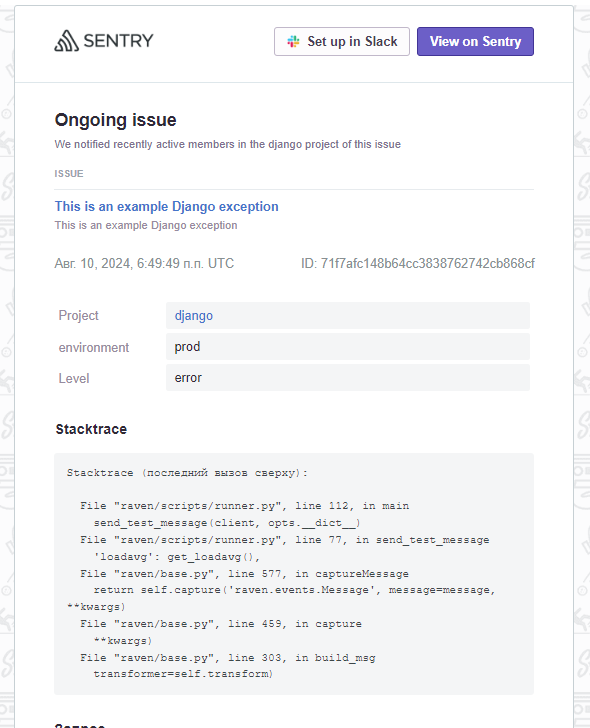 SENTRY
Set up in Slack
View on Sentry
Ongoing issue
We notified recently active members in the django project of this issue
ISSUE
This is an example Django exception
This is an example Django exception
Авг. 10, 2024, 6:49:49 п.п. UTC ID: 71f7afc148b64cc3838762742cb868cf
Project django
environment prod
Level error
Stacktrace
Stacktrace (последний вызов сверху):
File "raven/scripts/runner.py", line 112, in main
send_test_message(client, opts.__dict__)
File "raven/scripts/runner.py", line 77, in send_test_message
'loadavg': get_loadavg(),
File "raven/base.py", line 577, in captureMessage
return self.capture('raven.events.Message', message=message,
**kwargs)
File "raven/base.py", line 459, in capture
**kwargs)
File "raven/base.py", line 303, in build_msg
transformer=self.transform)